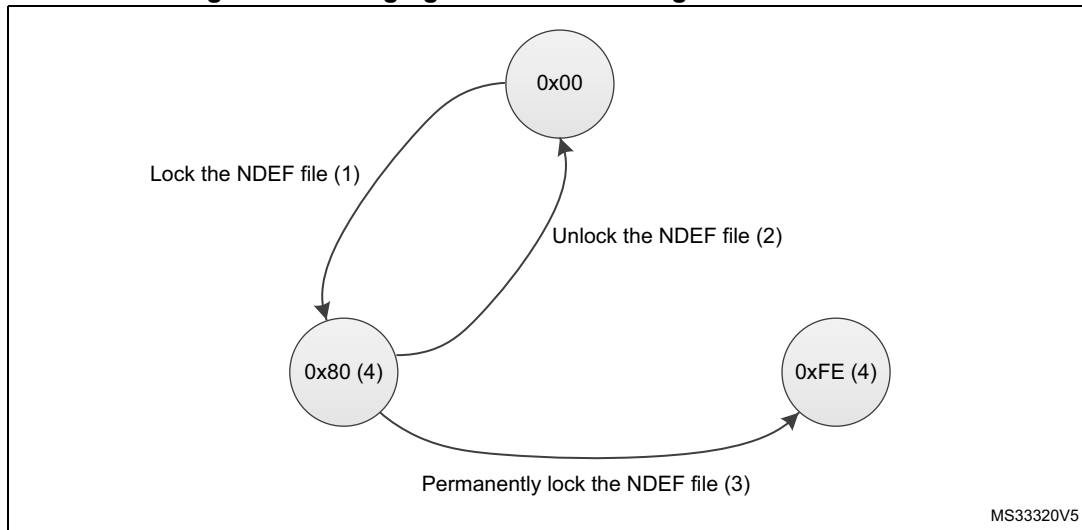 0x00
Lock the NDEF file (1)
Unlock the NDEF file (2)
0x80 (4)
0xFE (4)
Permanently lock the NDEF file (3)
MS33320V5